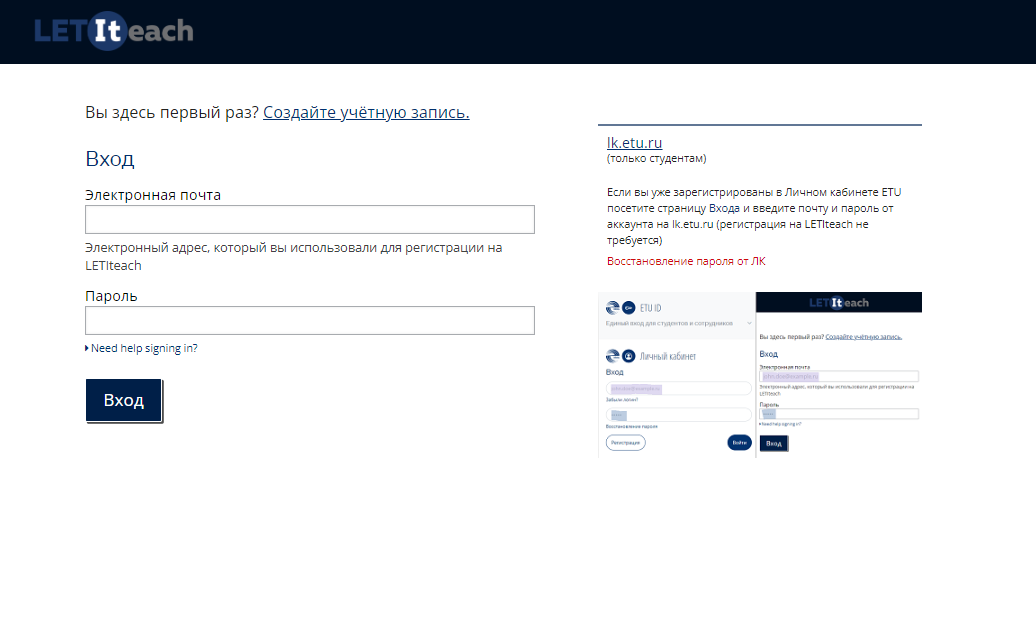 LETIteach
Вы здесь первый раз? Создайте учётную запись.
Вход
Электронная почта
Электронный адрес, который вы использовали для регистрации на
LETIteach
Пароль
Need help signing in?
Вход
lk.etu.ru
(только студентам)
Если вы уже зарегистрированы в Личном кабинете ETU
посетите страницу Входа и введите почту и пароль от
аккаунта на lk.etu.ru (регистрация на LETIteach не
требуется)
Восстановление пароля от ЛК
ETU ID
Единый вход для студентов и сотрудников
Личный кабинет
Вход
Забыли логин?
Восстановление пароля
Регистрация
Войти
LETIteach
Вы здесь первый раз? Создайте учётную запись.
Вход
Электронная почта
Электронный адрес, который вы использовали для регистрации на
LETIteach
Пароль
Need help signing in?
Вход